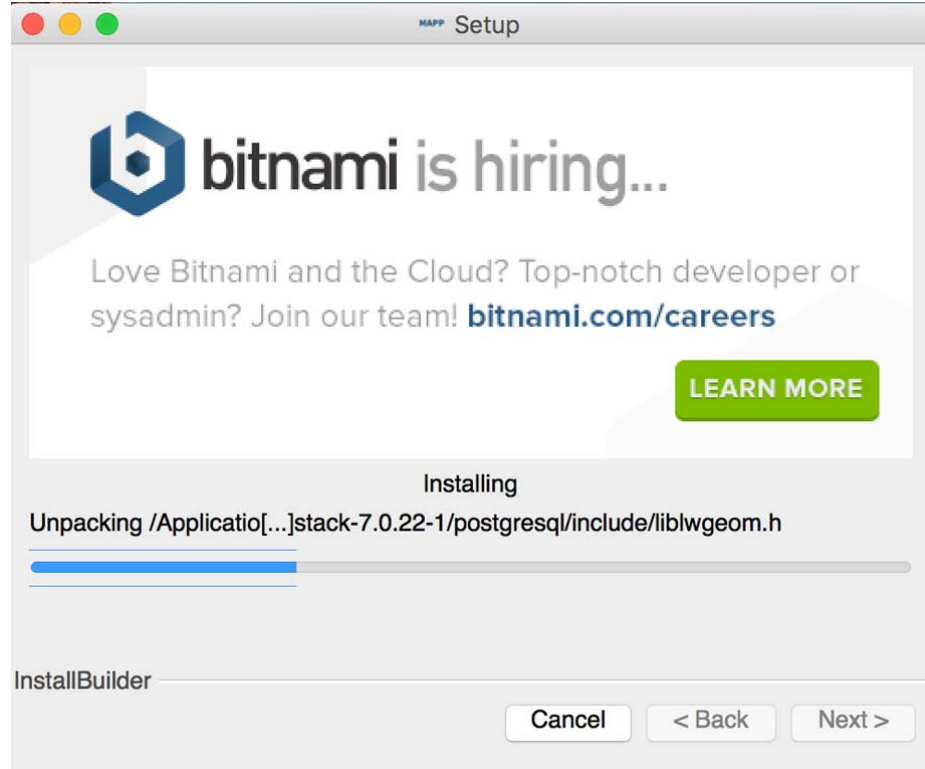 MAPP Setup
bitnami is hiring...
Love Bitnami and the Cloud? Top-notch developer or
sysadmin? Join our team! bitnami.com/careers
LEARN MORE
Installing
Unpacking /Applicatio[...]stack-7.0.22-1/postgresql/include/liblwgeom.h
InstallBuilder
Cancel < Back Next >